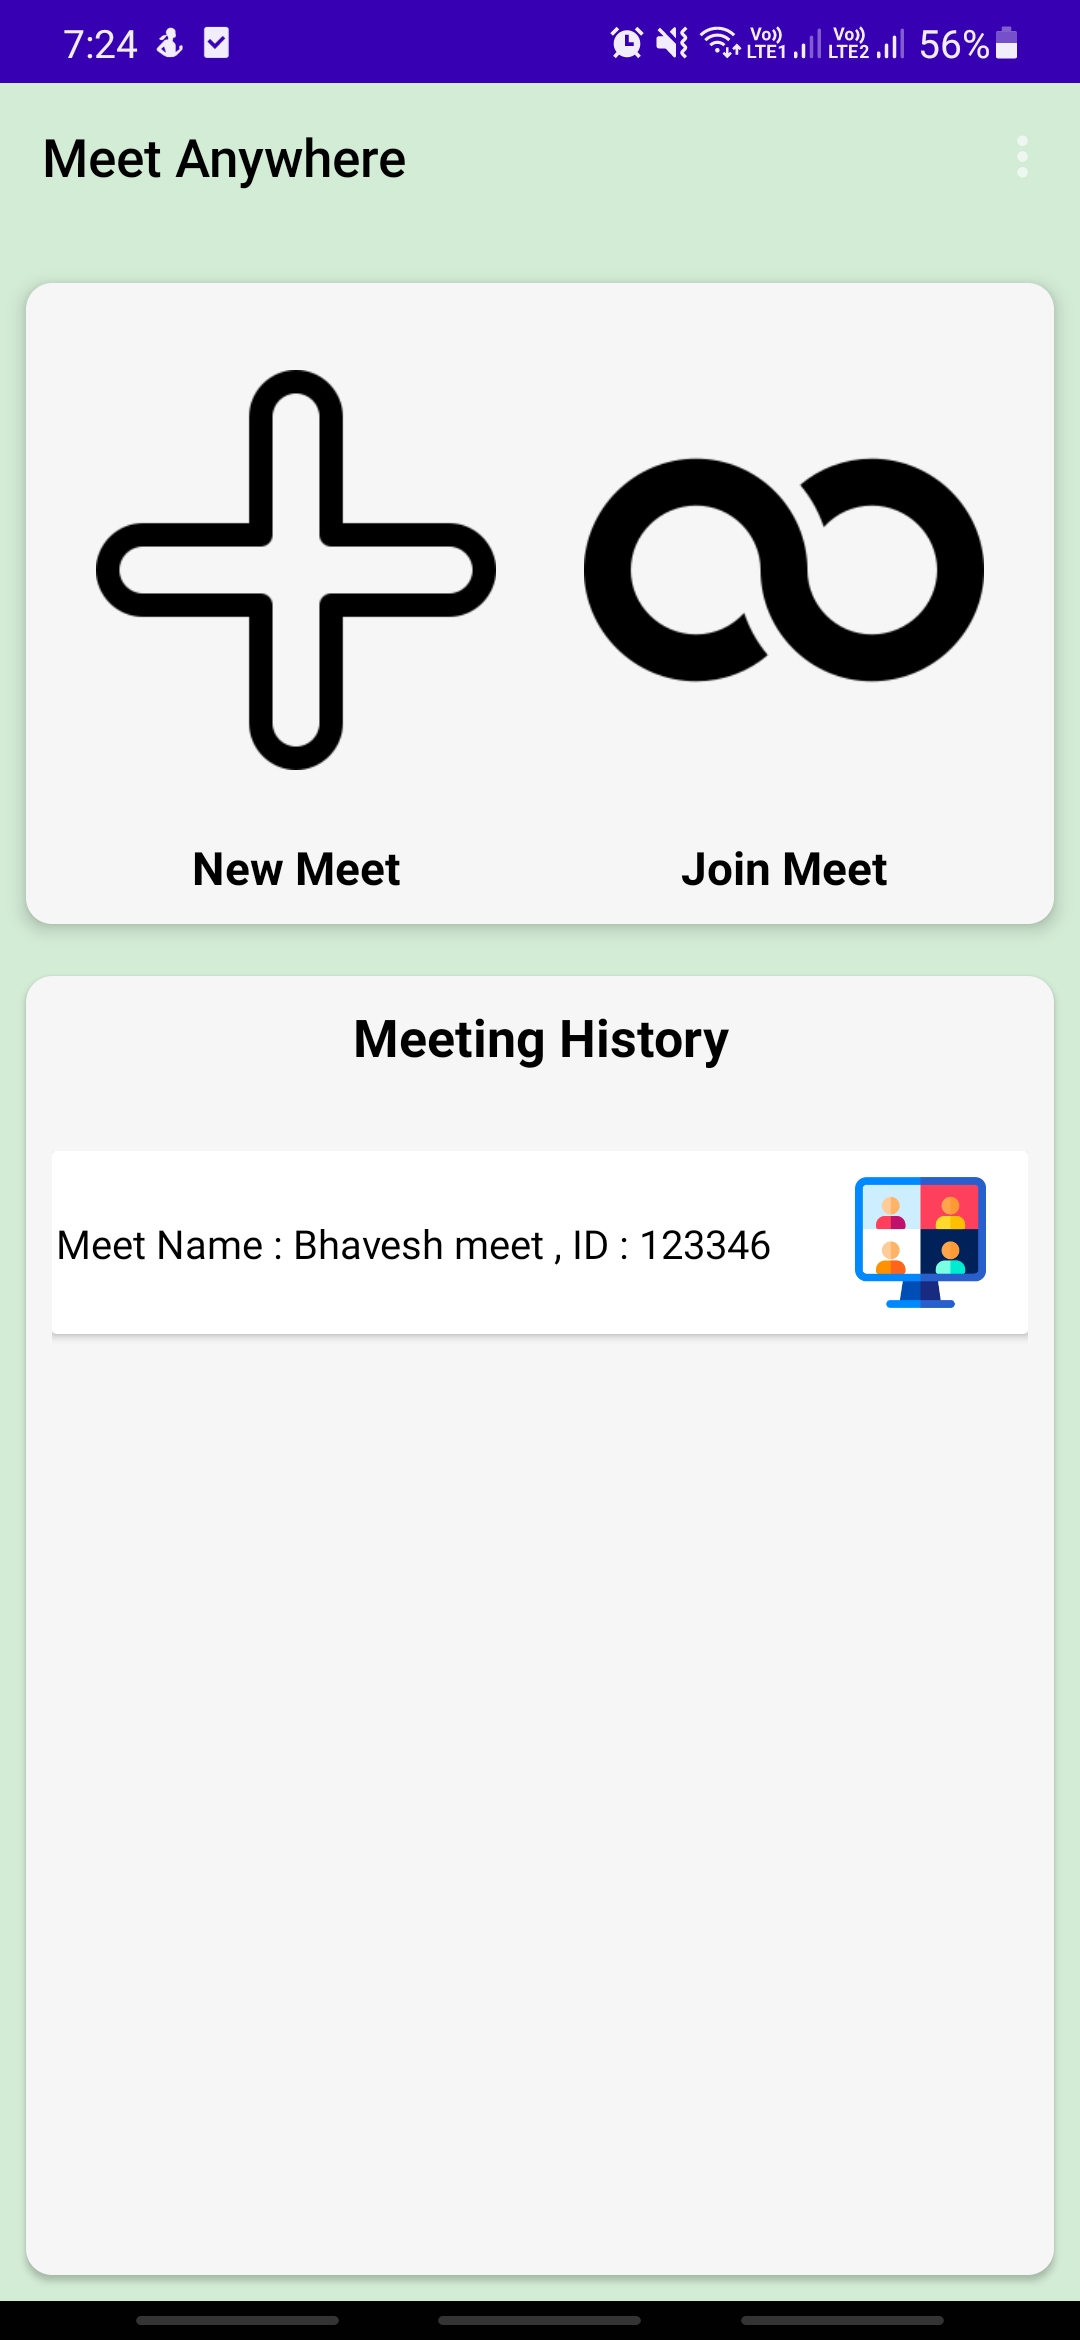 7:24 Vo)) LTE1 Vo)) LTE2 56%
Meet Anywhere
New Meet Join Meet
Meeting History
Meet Name : Bhavesh meet , ID : 123346